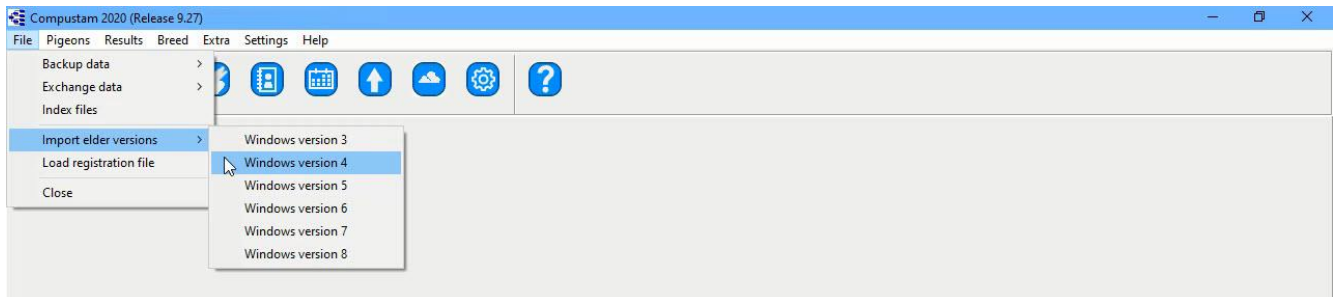 Compustam 2020 (Release 9.27)
File Pigeons Results Breed Extra Settings Help
Backup data
Exchange data
Index files
Import elder versions
Load registration file
Close
Windows version 3
Windows version 4
Windows version 5
Windows version 6
Windows version 7
Windows version 8
?